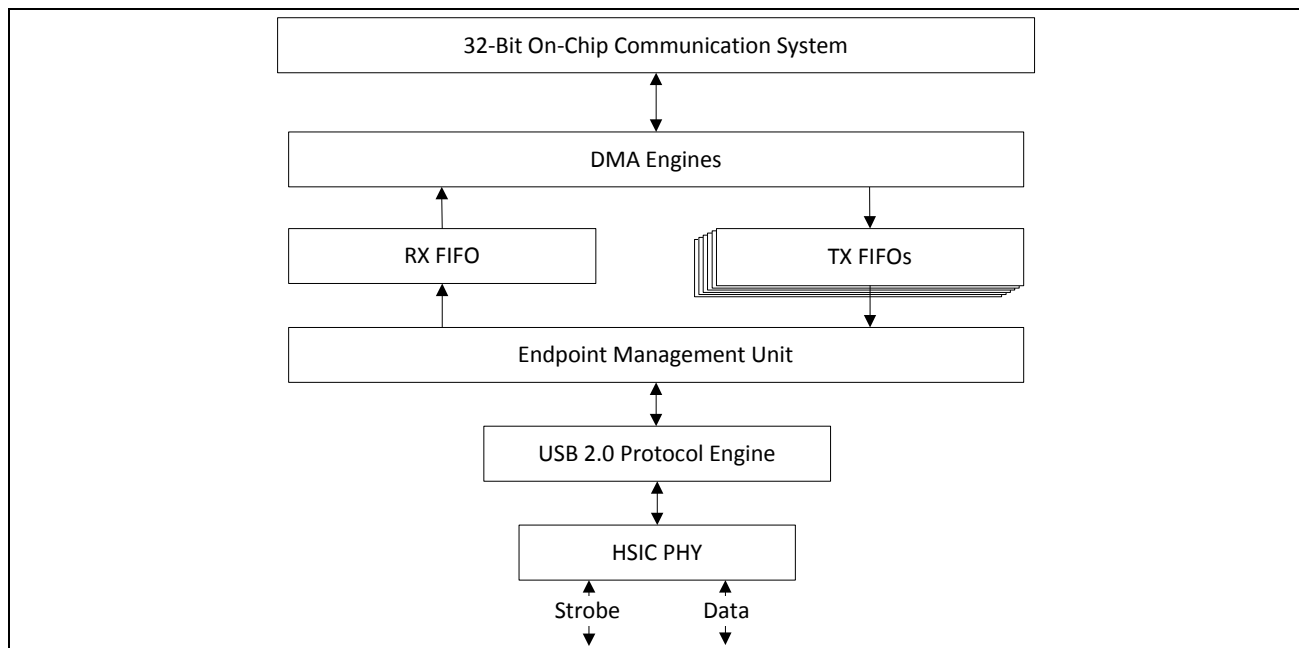 32-Bit On-Chip Communication System
DMA Engines
RX FIFO
TX FIFOs
Endpoint Management Unit
USB 2.0 Protocol Engine
HSIC PHY
Strobe
Data